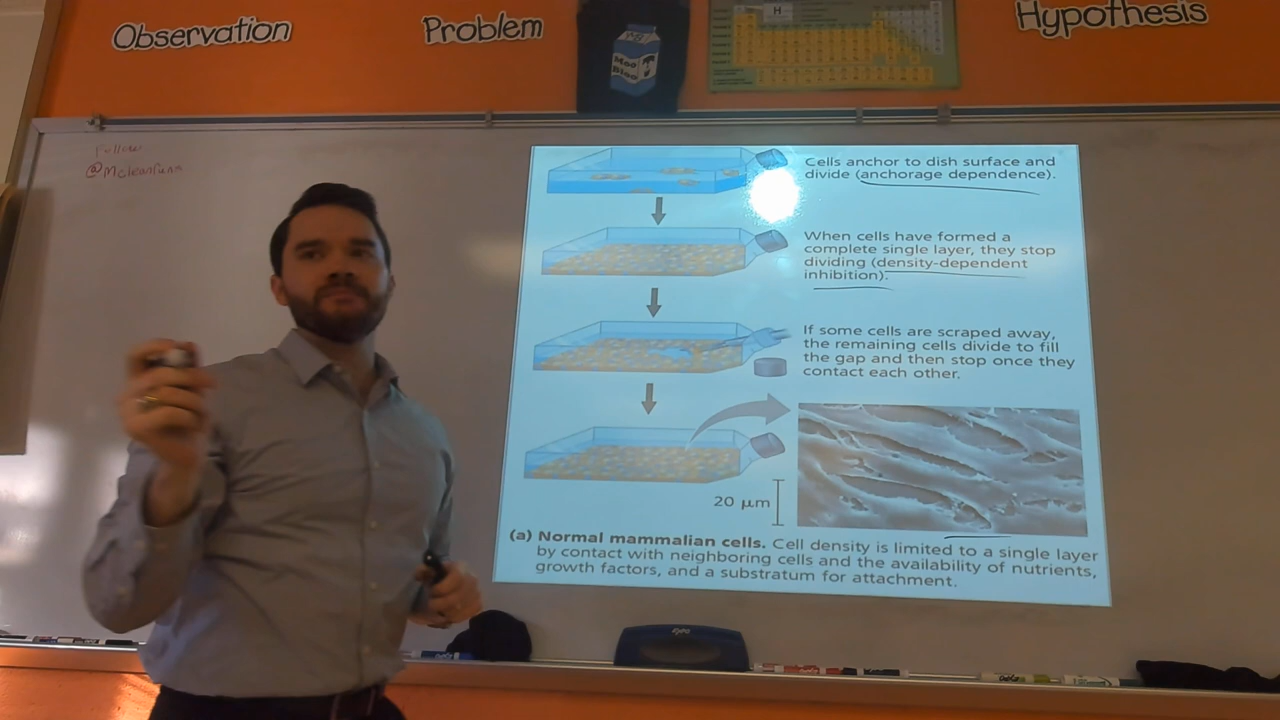 Observation
Problem
Hypothesis
Moo
Bloo
H
Follow
Cells anchor to dish surface and
divide (anchorage dependence).
When cells have formed a
complete single layer, they stop
dividing (density-dependent
inhibition).
If some cells are scraped away,
the remaining cells divide to fill
the gap and then stop once they
contact each other.
20 µm
(a) Normal mammalian cells. Cell density is limited to a single layer
by contact with neighboring cells and the availability of nutrients,
growth factors, and a substratum for attachment.
EXPO